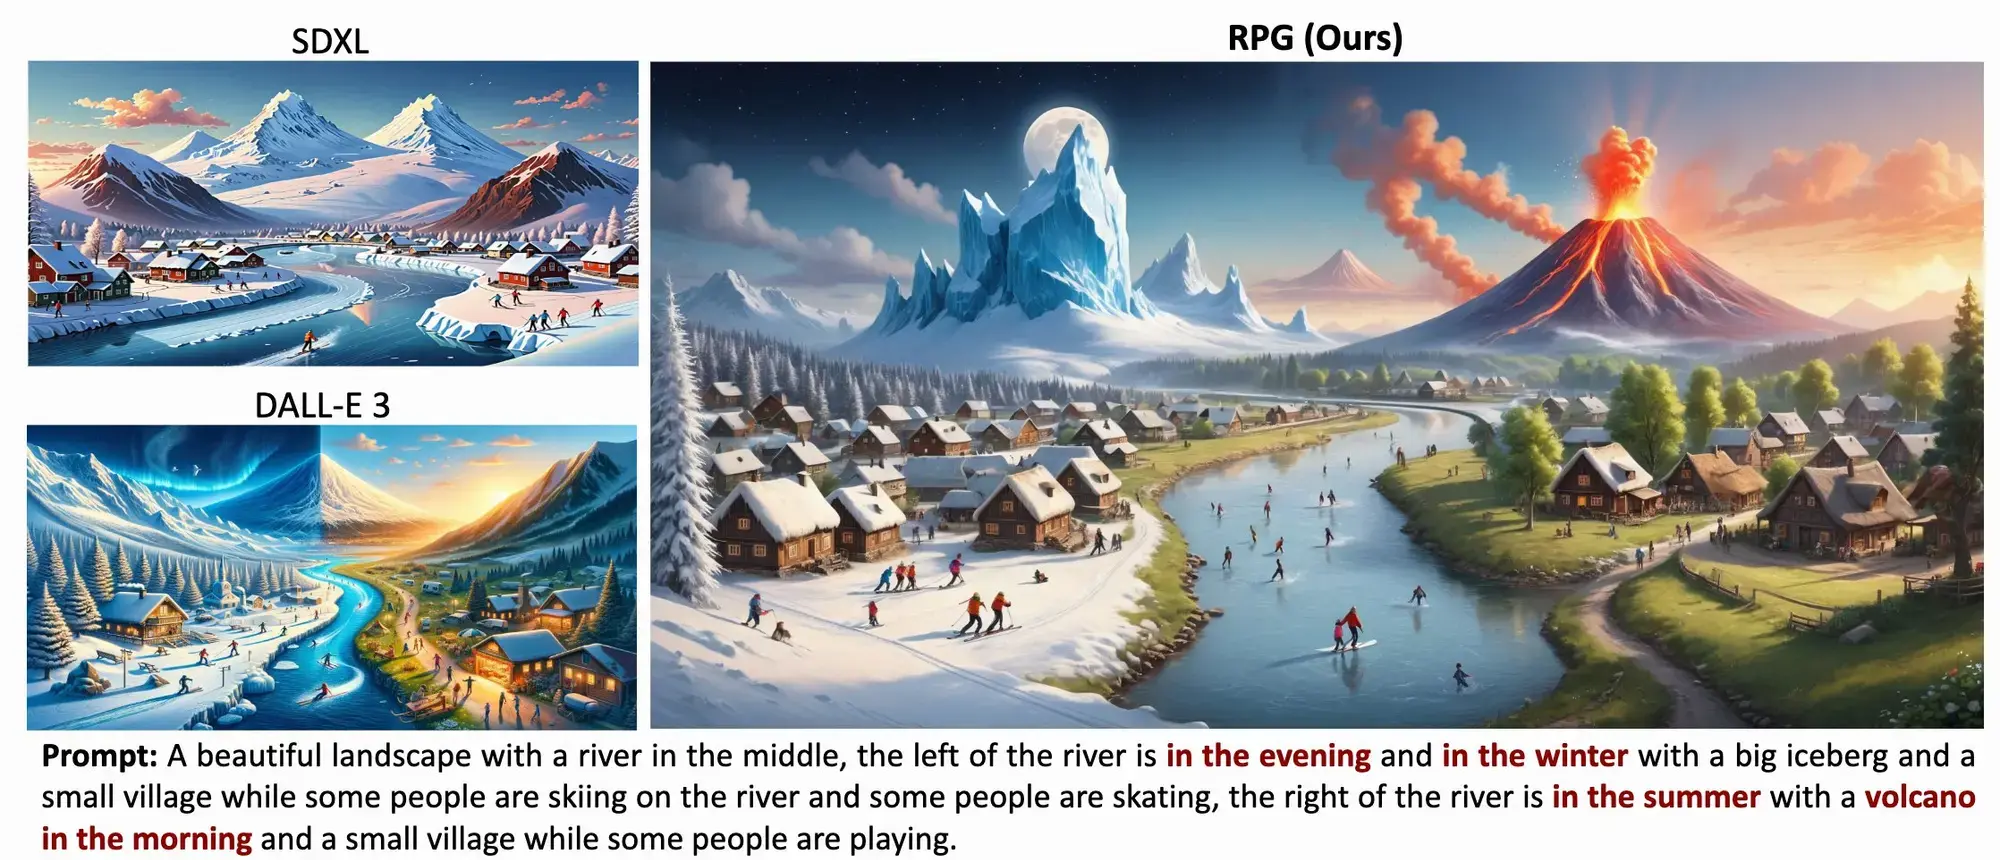 SDXL
RPG (Ours)
DALL-E 3
Prompt: A beautiful landscape with a river in the middle, the left of the river is in the evening and in the winter with a big iceberg and a
small village while some people are skiing on the river and some people are skating, the right of the river is in the summer with a volcano
in the morning and a small village while some people are playing.